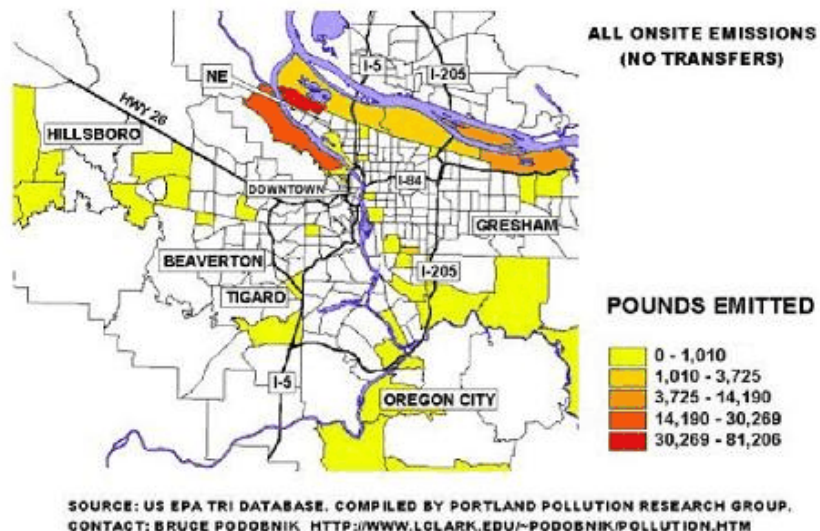 ALL ONSITE EMISSIONS
(NO TRANSFERS)
I-5
I-205
NE
HWY 26
HILLSBORO
DOWNTOWN
I-84
GRESHAM
BEAVERTON
I-205
TIGARD
I-5
OREGON CITY
POUNDS EMITTED
0 - 1,010
1,010 - 3,725
3,725 - 14,190
14,190 - 30,269
30,269 - 81,206
SOURCE: US EPA TRI DATABASE. COMPILED BY PORTLAND POLLUTION RESEARCH GROUP.
CONTACT: BRUCE PODOBNIK HTTP://WWW.LCLARK.EDU/~PODOBNIK/POLLUTION.HTM